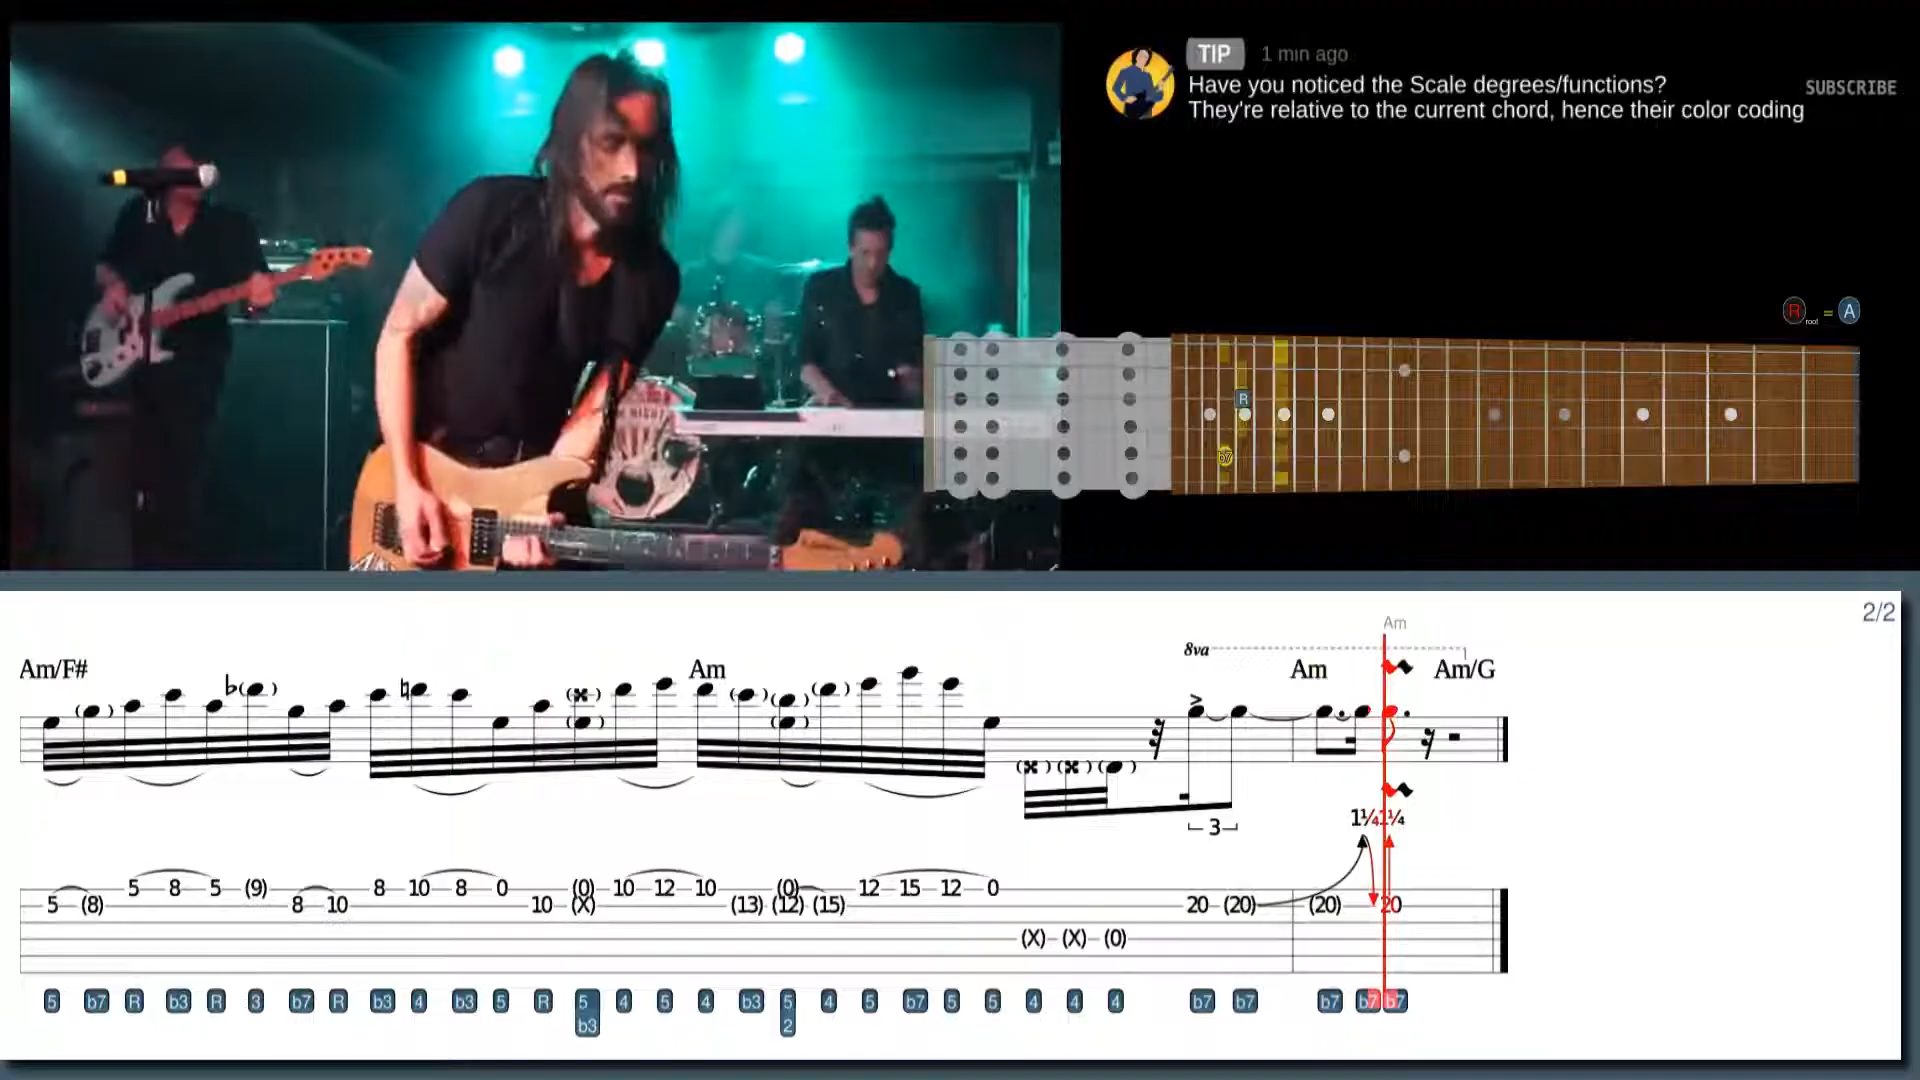 TIP 1 min ago
Have you noticed the Scale degrees/functions?
They're relative to the current chord, hence their color coding
SUBSCRIBE
R root = A
R
b7
2/2
Am
8va
Am/F# Am Am Am/G
3
1¼ 1¼
5 8 5 (9) 8 10 8 0 (0) 10 12 10 (0) 12 15 12 0
5 (8) 8 10 10 (X) (13) (12) (15) 20 (20) (20) 20
(X) (X) (0)
5 b7 R b3 R 3 b7 R b3 4 b3 5 R 5 4 5 4 b3 5 4 5 b7 5 5 4 4 4 b7 b7 b7 b7 b7
b3 2